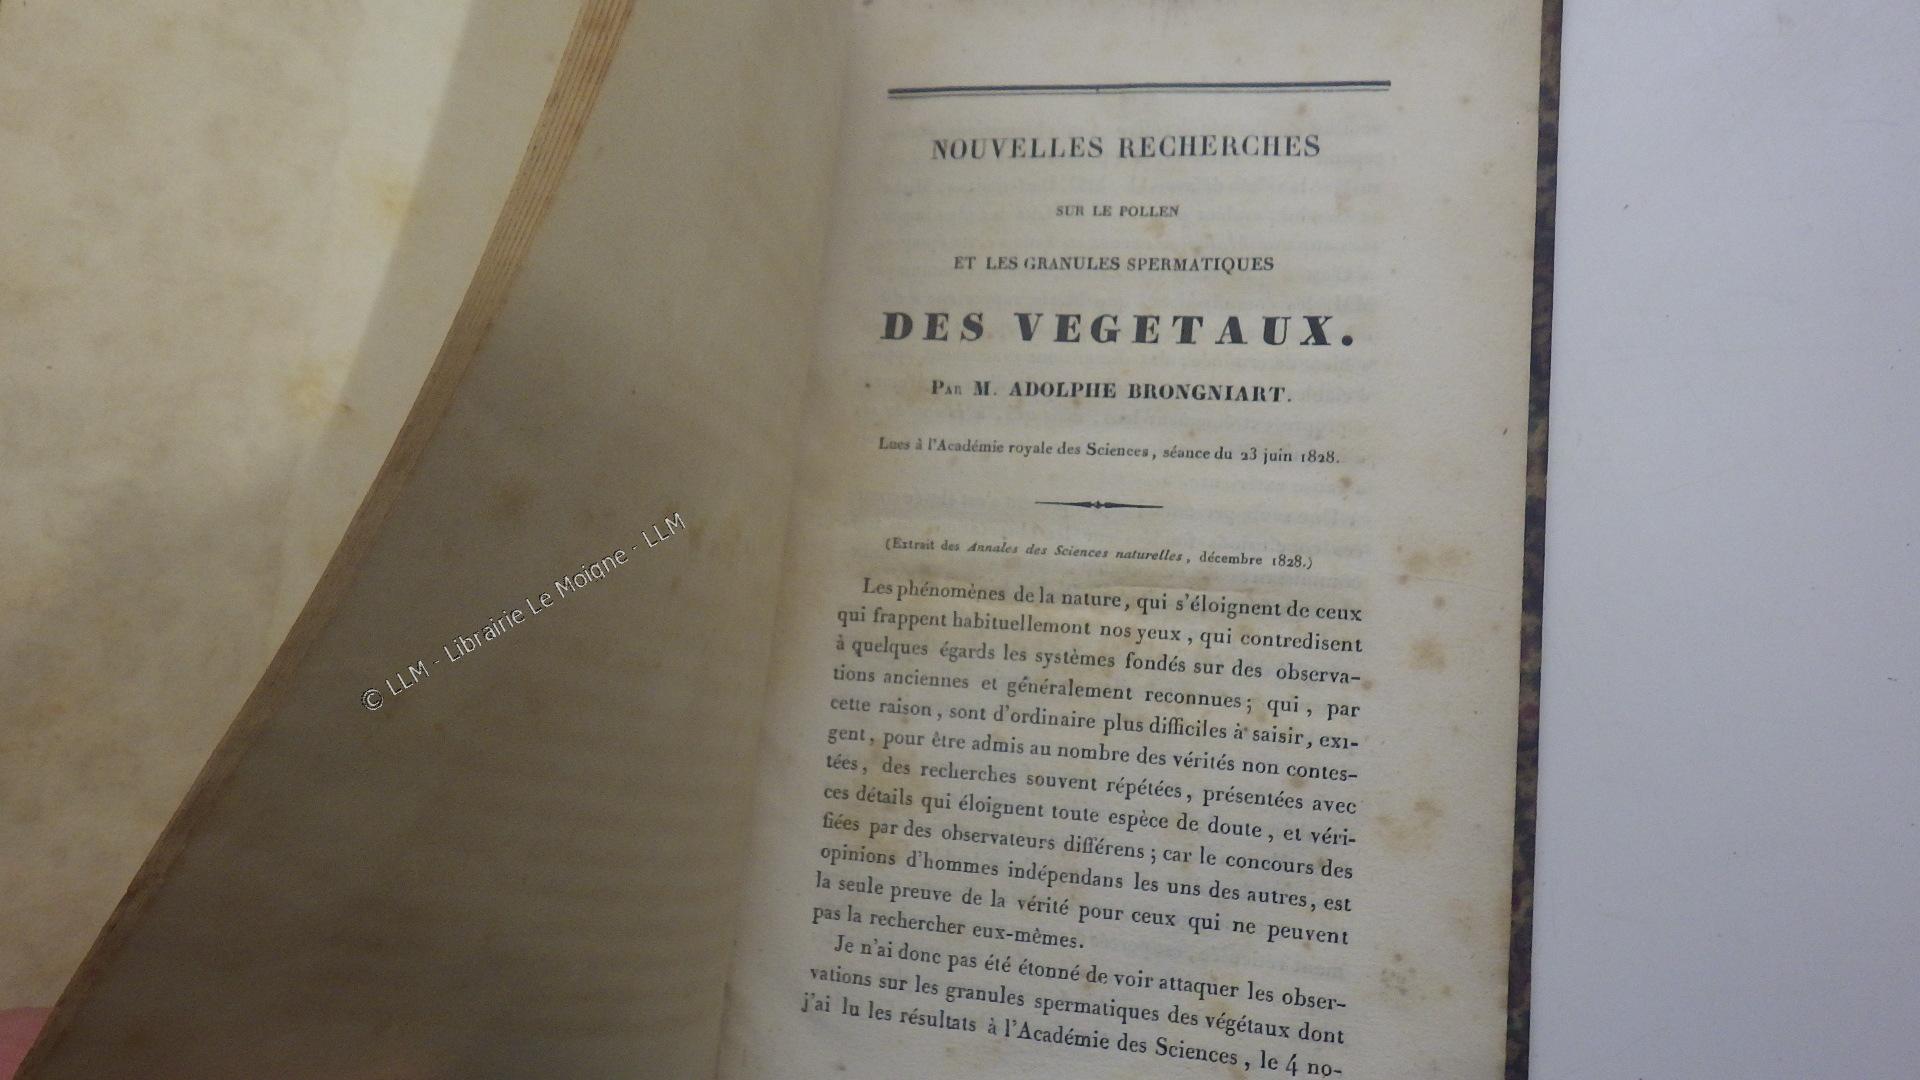 NOUVELLES RECHERCHES
SUR LE POLLEN
ET LES GRANULES SPERMATIQUES
DES VEGETAUX.
PAR M. ADOLPHE BRONGNIART.
Lues à l'Académie royale des Sciences, séance du 23 juin 1828.
(Extrait des Annales des Sciences naturelles, décembre 1828.)
Les phénomènes de la nature, qui s'éloignent de ceux
qui frappent habituellemont nos yeux, qui contredisent
à quelques égards les systèmes fondés sur des observa-
tions anciennes et généralement reconnues; qui, par
cette raison, sont d'ordinaire plus difficiles à saisir, exi-
gent, pour être admis au nombre des vérités non contes-
tées, des recherches souvent répétées, présentées avec
ces détails qui éloignent toute espèce de doute, et véri-
fiées par des observateurs différens; car le concours des
opinions d'hommes indépendans les uns des autres, est
la seule preuve de la vérité pour ceux qui ne peuvent
pas la rechercher eux-mêmes.
Je n'ai donc pas été étonné de voir attaquer les obser-
vations sur les granules spermatiques des végétaux dont
j'ai lu les résultats à l'Académie des Sciences, le 4 no-
© LLM - Librairie Le Moigne - LLM